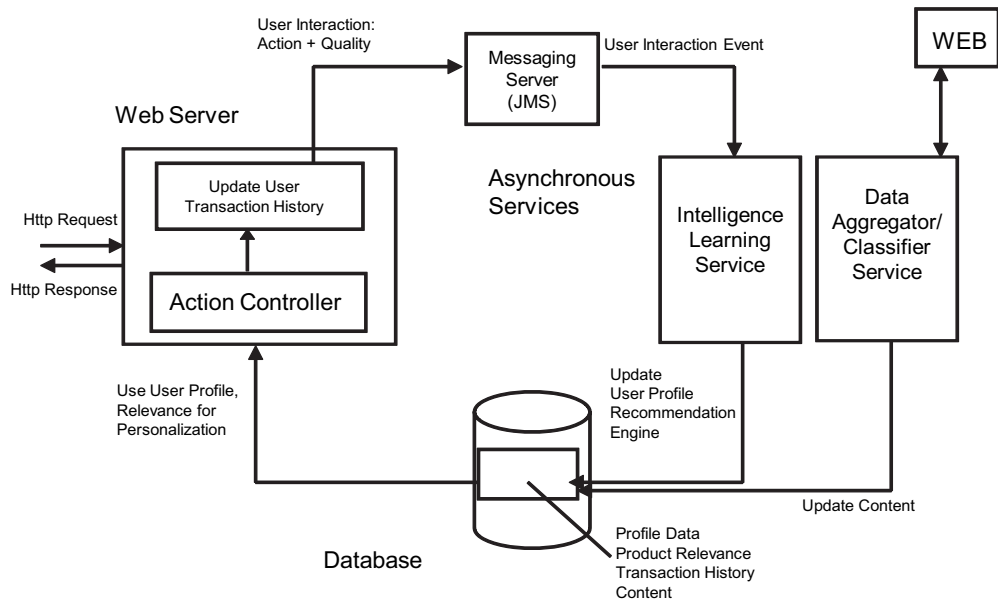 User Interaction:
Action + Quality
Messaging
Server
(JMS)
User Interaction Event
WEB
Web Server
Update User
Transaction History
Asynchronous
Services
Intelligence
Learning
Service
Data
Aggregator/
Classifier
Service
Http Request
Http Response
Action Controller
Use User Profile,
Relevance for
Personalization
Update
User Profile
Recommendation
Engine
Update Content
Database
Profile Data
Product Relevance
Transaction History
Content